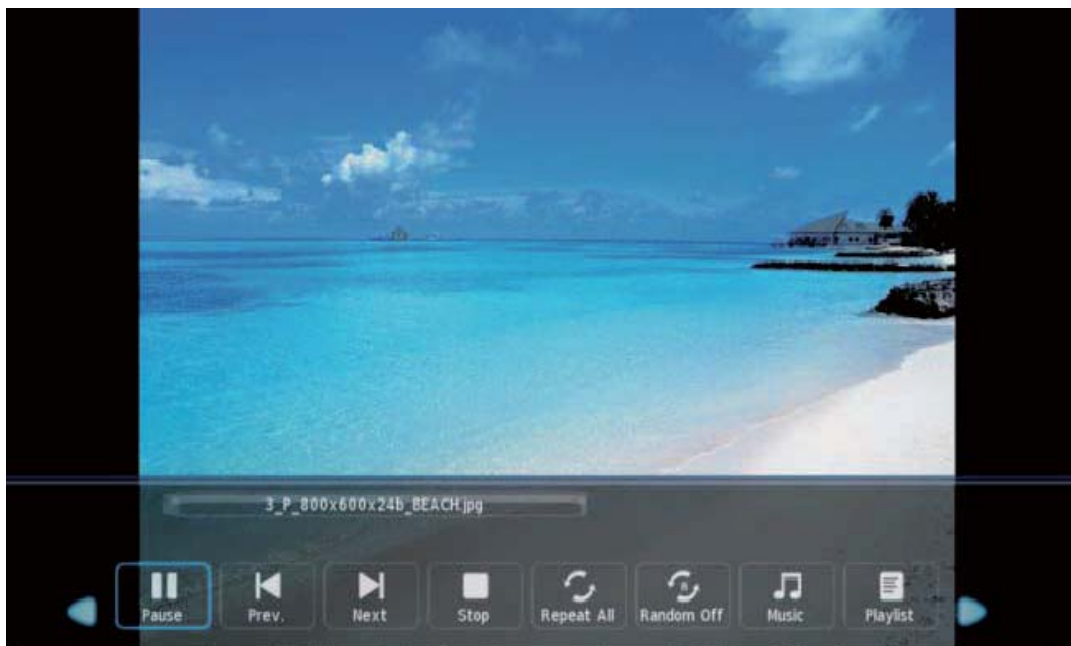 3_P_800x600x24b_BEACH.jpg
Pause Prev. Next Stop Repeat All Random Off Music Playlist